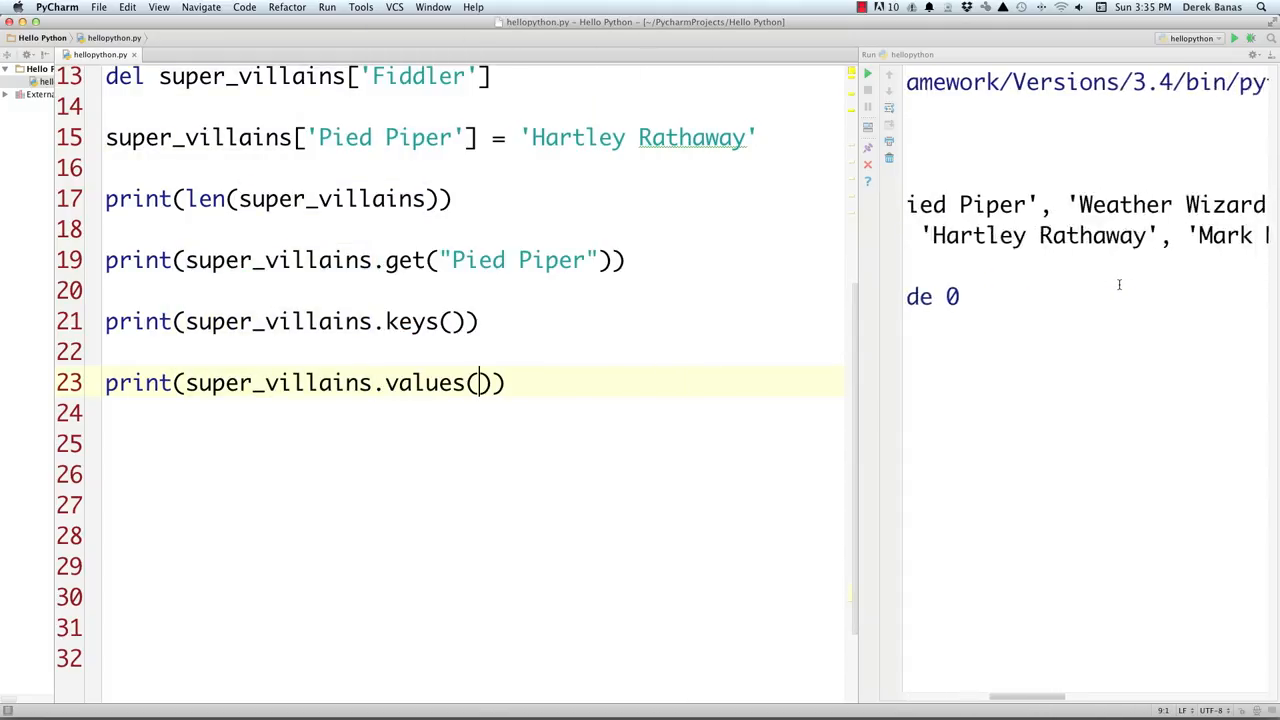 PyCharm File Edit View Navigate Code Refactor Run Tools VCS Window Help 10 Sun 3:35 PM Derek Banas
hellopython.py - Hello Python - [~/PycharmProjects/Hello Python]
Hello Python hellopython.py hellopython
hellopython.py Run hellopython
Hello P
hell
Extern
13 del super_villains['Fiddler']
14
15 super_villains['Pied Piper'] = 'Hartley Rathaway'
16
17 print(len(super_villains))
18
19 print(super_villains.get("Pied Piper"))
20
21 print(super_villains.keys())
22
23 print(super_villains.values())
24
25
26
27
28
29
30
31
32
amework/Versions/3.4/bin/pyt
ied Piper', 'Weather Wizard
'Hartley Rathaway', 'Mark
de 0
9:1 LF UTF-8